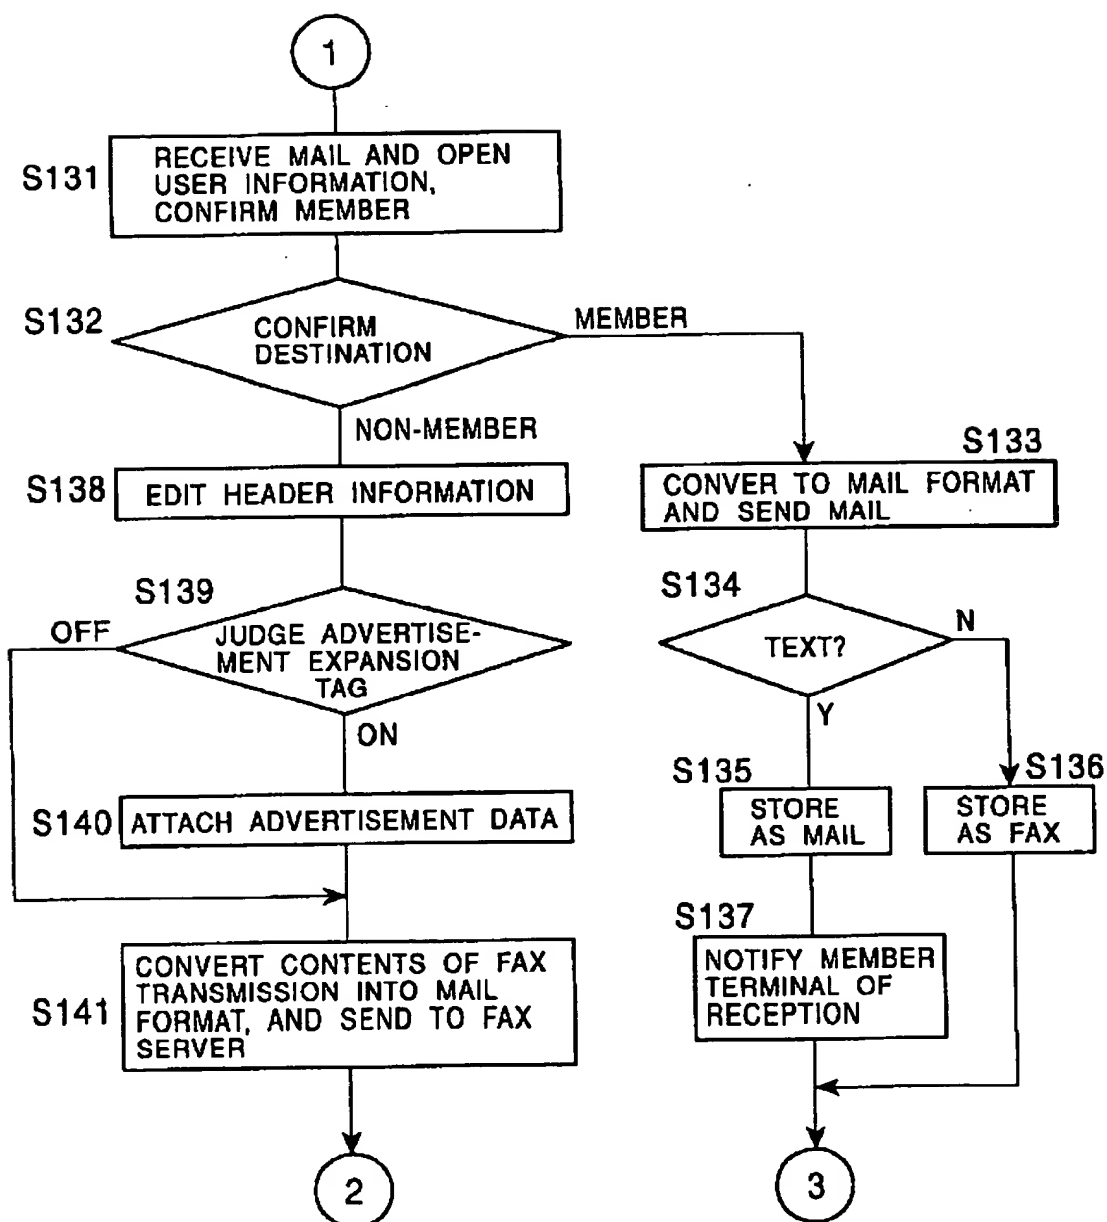 1
S131
RECEIVE MAIL AND OPEN
USER INFORMATION,
CONFIRM MEMBER
S132
CONFIRM
DESTINATION
MEMBER
NON-MEMBER
S138
EDIT HEADER INFORMATION
S133
CONVER TO MAIL FORMAT
AND SEND MAIL
S139
OFF
JUDGE ADVERTISE-
MENT EXPANSION
TAG
ON
S134
TEXT?
N
Y
S140
ATTACH ADVERTISEMENT DATA
S135
STORE
AS MAIL
S136
STORE
AS FAX
S141
CONVERT CONTENTS OF FAX
TRANSMISSION INTO MAIL
FORMAT, AND SEND TO FAX
SERVER
S137
NOTIFY MEMBER
TERMINAL OF
RECEPTION
2
3